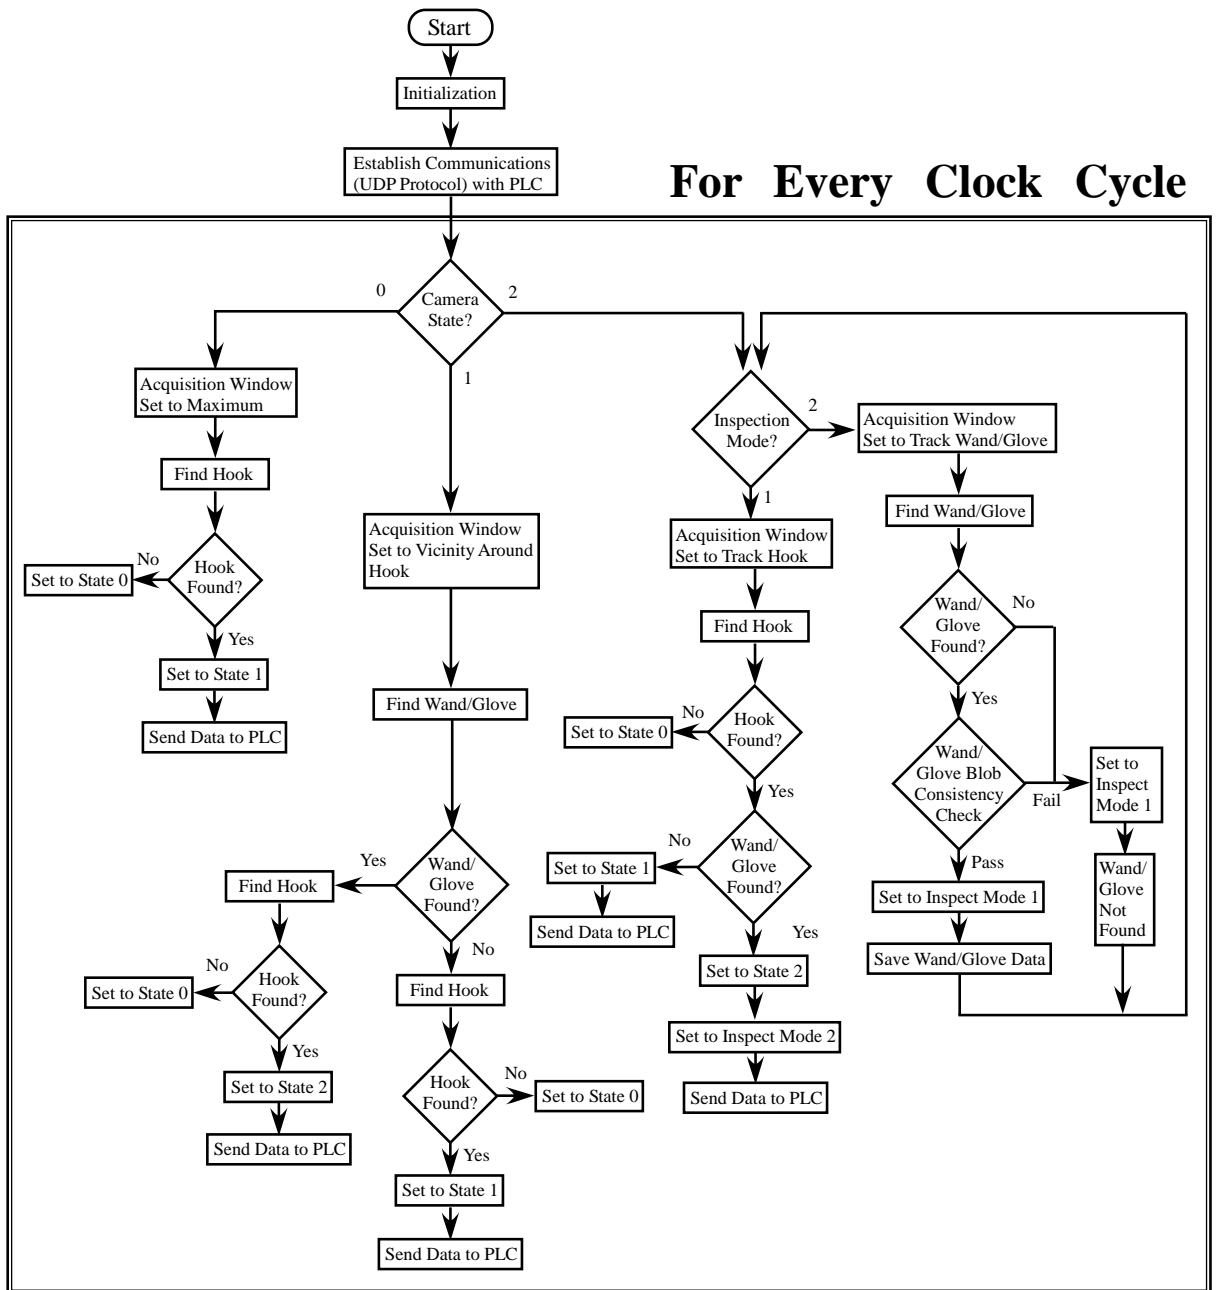 Start
Initialization
Establish Communications
(UDP Protocol) with PLC
For Every Clock Cycle
Camera
State?
0
2
1
Acquisition Window
Set to Maximum
Find Hook
Hook
Found?
No
Set to State 0
Yes
Set to State 1
Send Data to PLC
Acquisition Window
Set to Vicinity Around
Hook
Find Wand/Glove
Wand/
Glove
Found?
Yes
Find Hook
Hook
Found?
No
Set to State 0
Yes
Set to State 2
Send Data to PLC
No
Find Hook
Hook
Found?
No
Set to State 0
Yes
Set to State 1
Send Data to PLC
Inspection
Mode?
2
1
Acquisition Window
Set to Track Hook
Find Hook
Hook
Found?
No
Set to State 0
Yes
Wand/
Glove
Found?
No
Set to State 1
Send Data to PLC
Yes
Set to State 2
Set to Inspect Mode 2
Send Data to PLC
Acquisition Window
Set to Track Wand/Glove
Find Wand/Glove
Wand/
Glove
Found?
No
Yes
Wand/
Glove Blob
Consistency
Check
Fail
Set to
Inspect
Mode 1
Wand/
Glove
Not
Found
Pass
Set to Inspect Mode 1
Save Wand/Glove Data